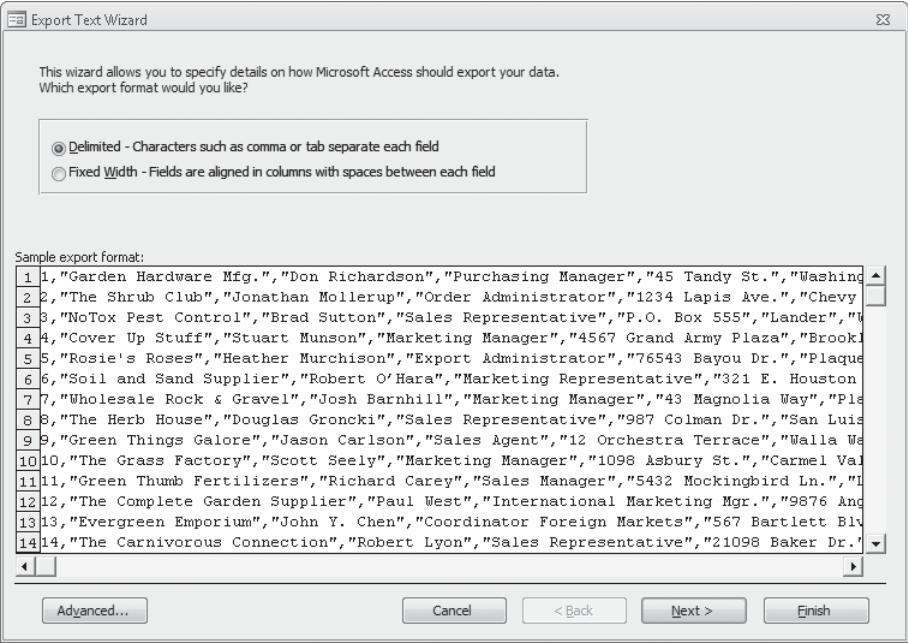 Export Text Wizard
This wizard allows you to specify details on how Microsoft Access should export your data.
Which export format would you like?
Delimited - Characters such as comma or tab separate each field
Fixed Width - Fields are aligned in columns with spaces between each field
Sample export format:
1 1,"Garden Hardware Mfg.","Don Richardson","Purchasing Manager","45 Tandy St.","Washing
2 2,"The Shrub Club","Jonathan Mollerup","Order Administrator","1234 Lapis Ave.","Chevy
3 3,"NoTox Pest Control","Brad Sutton","Sales Representative","P.O. Box 555","Lander","W
4 4,"Cover Up Stuff","Stuart Munson","Marketing Manager","4567 Grand Army Plaza","Brookl
5 5,"Rosie's Roses","Heather Murchison","Export Administrator","76543 Bayou Dr.","Plaque
6 6,"Soil and Sand Supplier","Robert O'Hara","Marketing Representative","321 E. Houston
7 7,"Wholesale Rock & Gravel","Josh Barnhill","Marketing Manager","43 Magnolia Way","Pla
8 8,"The Herb House","Douglas Groncki","Sales Representative","987 Colman Dr.","San Luis
9 9,"Green Things Galore","Jason Carlson","Sales Agent","12 Orchestra Terrace","Walla Wa
10 10,"The Grass Factory","Scott Seely","Marketing Manager","1098 Asbury St.","Carmel Val
11 11,"Green Thumb Fertilizers","Richard Carey","Sales Manager","5432 Mockingbird Ln.","L
12 12,"The Complete Garden Supplier","Paul West","International Marketing Mgr.","9876 Ang
13 13,"Evergreen Emporium","John Y. Chen","Coordinator Foreign Markets","567 Bartlett Blv
14 14,"The Carnivorous Connection","Robert Lyon","Sales Representative","21098 Baker Dr."
Advanced... Cancel < Back Next > Finish